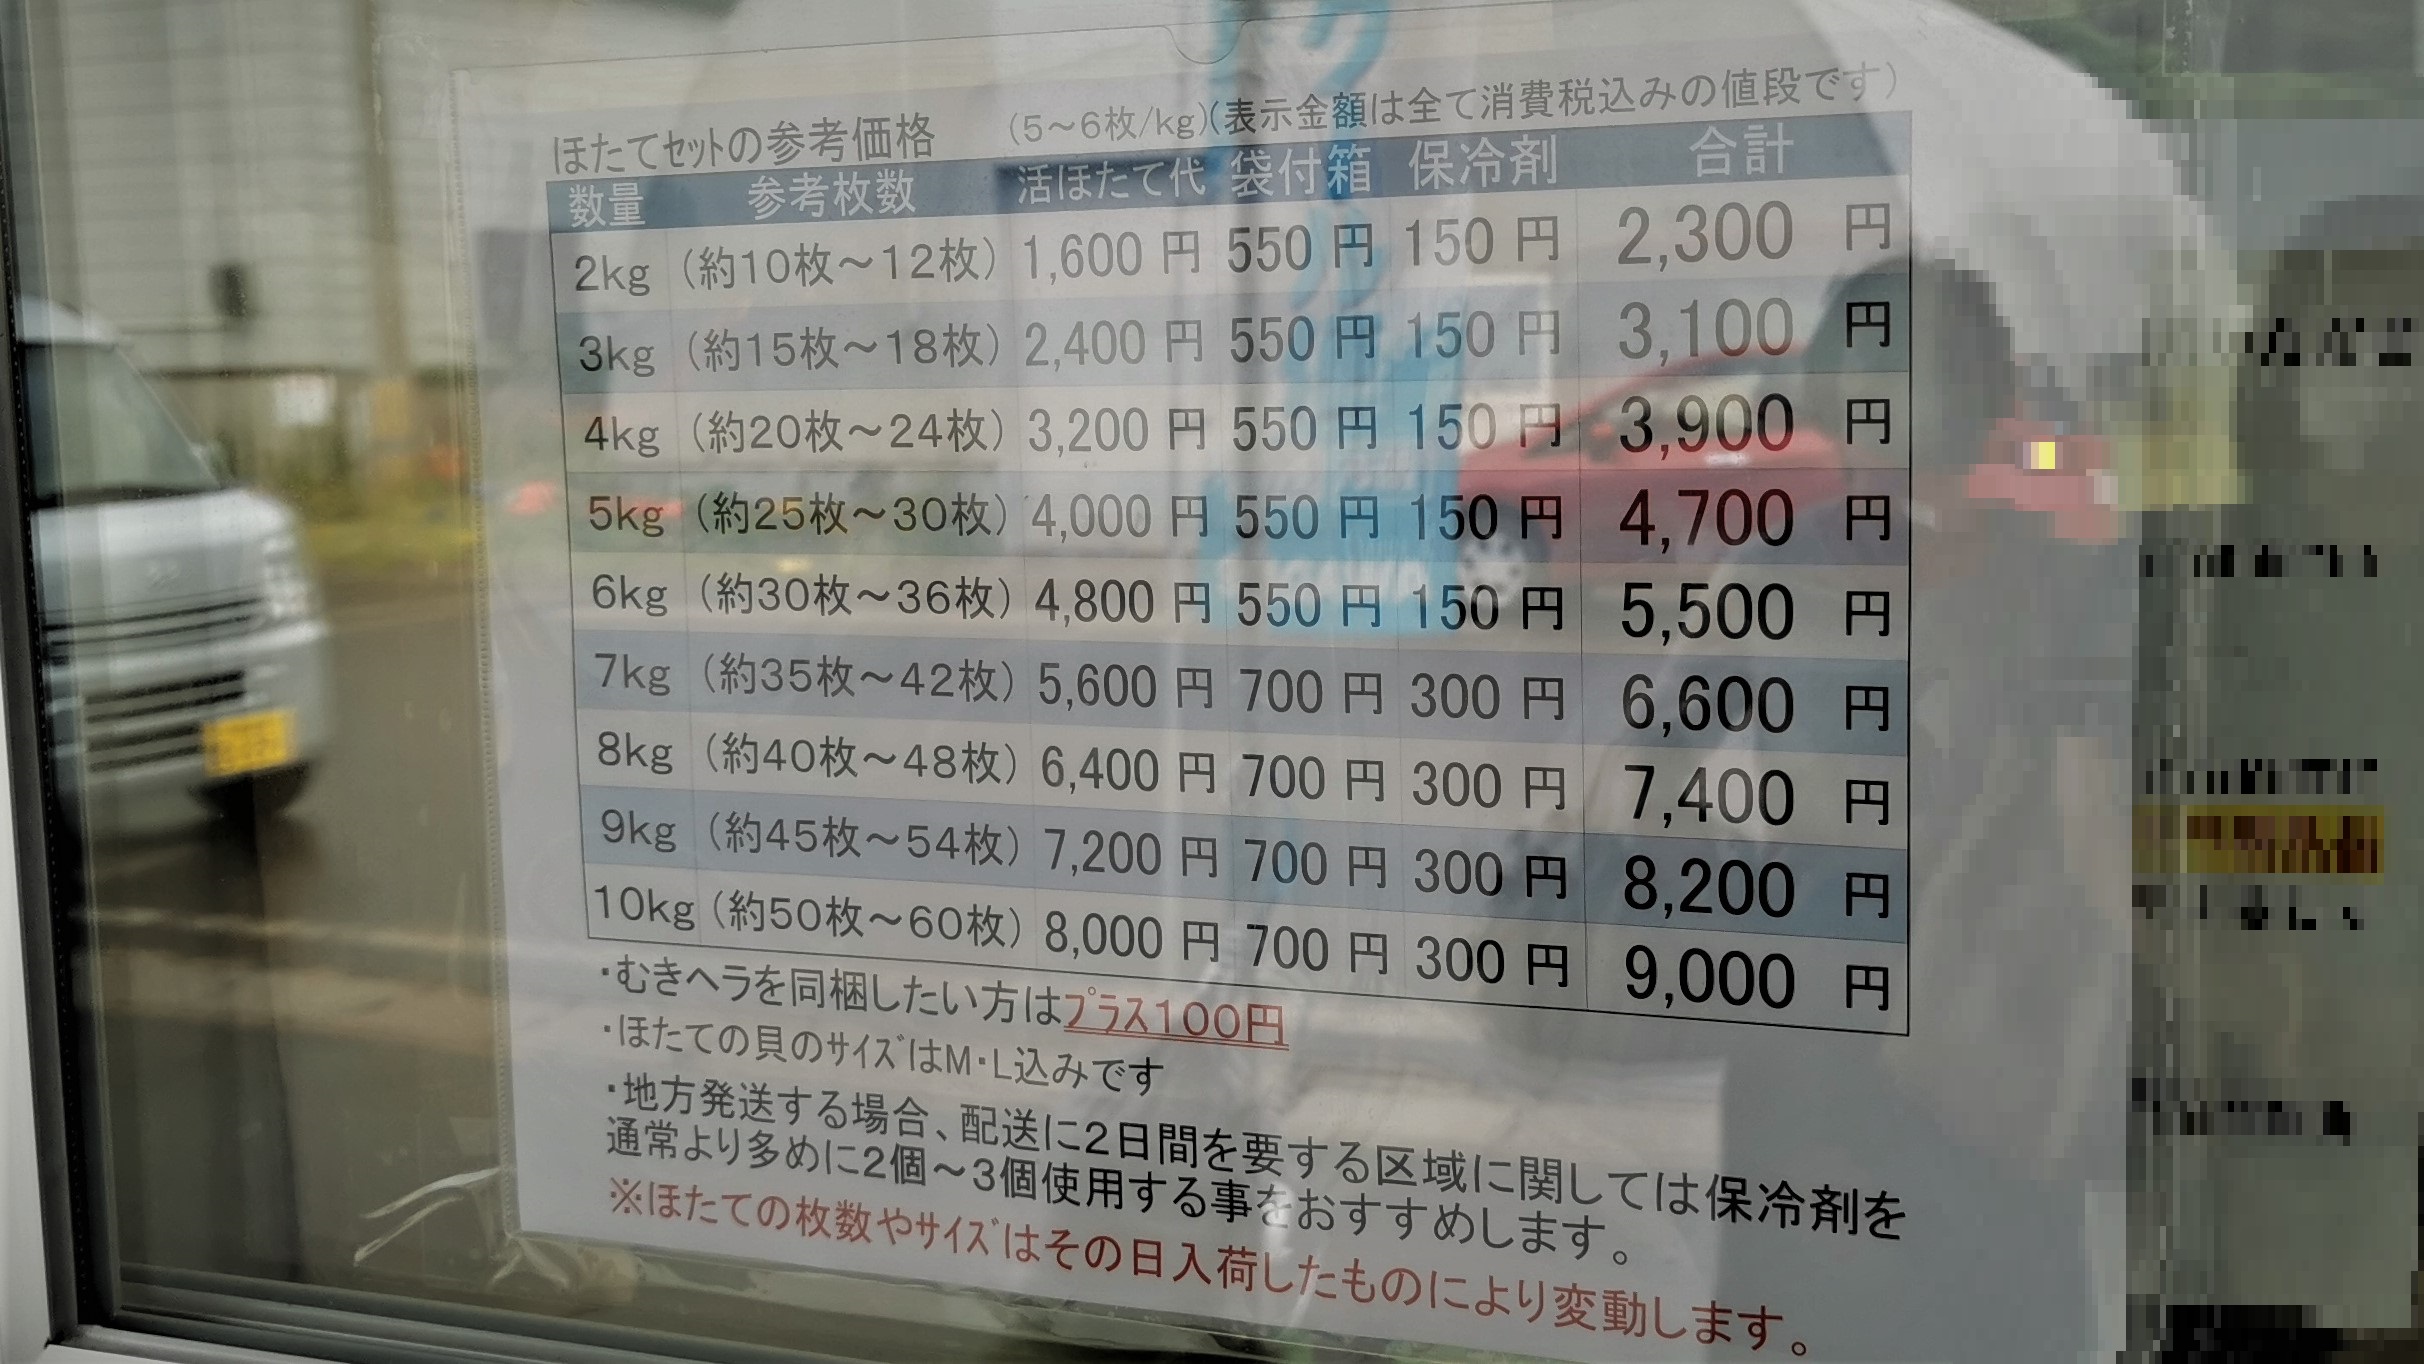 ほたてセットの参考価格 (5～6枚/kg)(表示金額は全て消費税込みの値段です)
数量 参考枚数 活ほたて代 袋付箱 保冷剤 合計
2kg (約10枚～12枚) 1,600 円 550 円 150 円 2,300 円
3kg (約15枚～18枚) 2,400 円 550 円 150 円 3,100 円
4kg (約20枚～24枚) 3,200 円 550 円 150 円 3,900 円
5kg (約25枚～30枚) 4,000 円 550 円 150 円 4,700 円
6kg (約30枚～36枚) 4,800 円 550 円 150 円 5,500 円
7kg (約35枚～42枚) 5,600 円 700 円 300 円 6,600 円
8kg (約40枚～48枚) 6,400 円 700 円 300 円 7,400 円
9kg (約45枚～54枚) 7,200 円 700 円 300 円 8,200 円
10kg (約50枚～60枚) 8,000 円 700 円 300 円 9,000 円
・むきヘラを同梱したい方はプラス100円
・ほたての貝のサイズはM・L込みです
・地方発送する場合、配送に2日間を要する区域に関しては保冷剤を
通常より多めに2個～3個使用する事をおすすめします。
※ほたての枚数やサイズはその日入荷したものにより変動します。